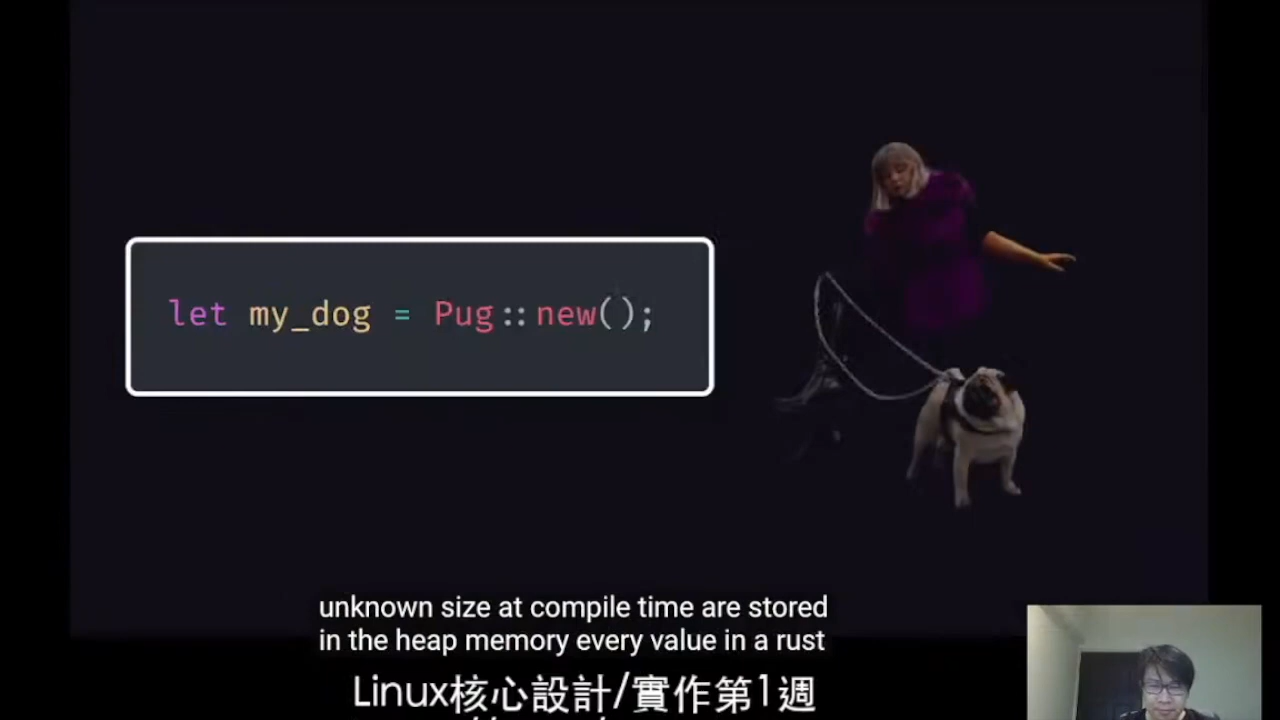 let my_dog = Pug::new();
unknown size at compile time are stored
in the heap memory every value in a rust
Linux核心設計/實作第1週